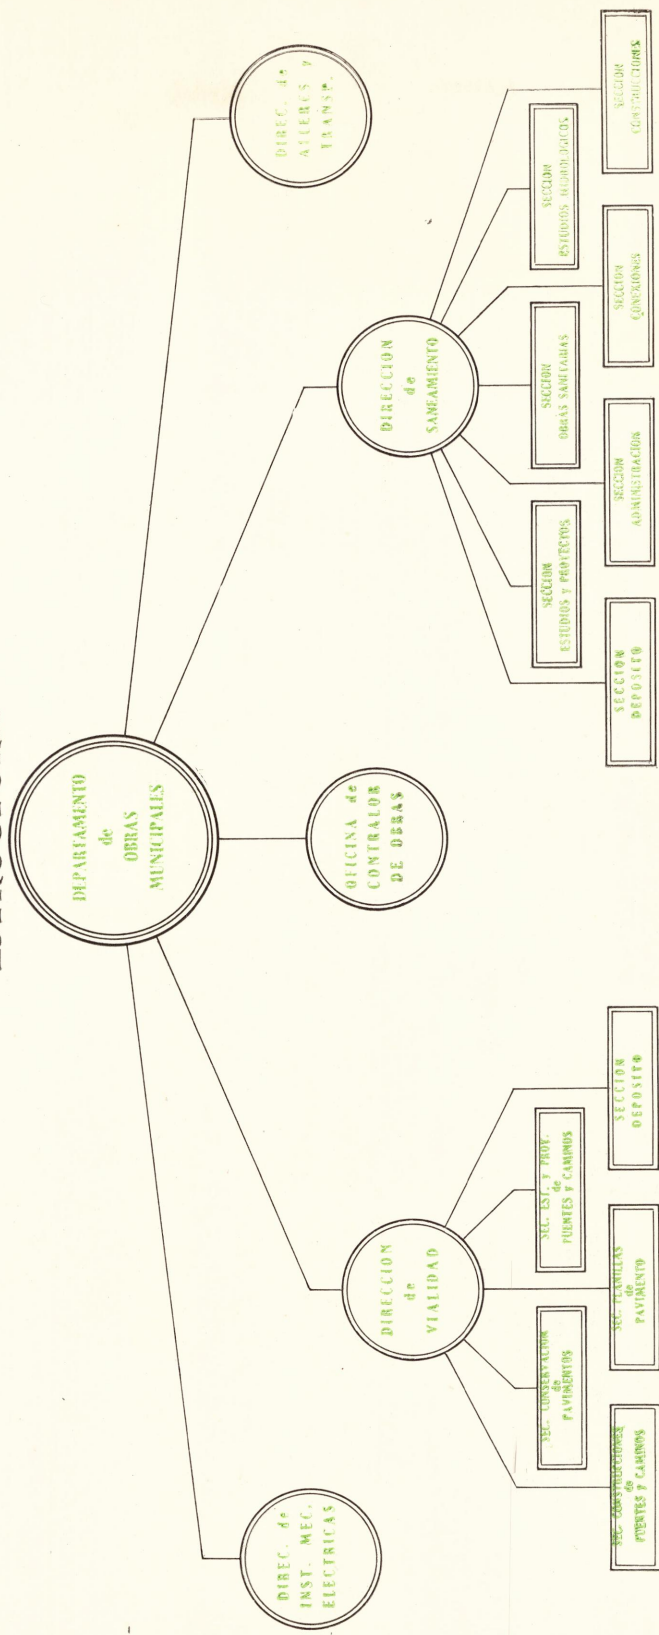 DEPARTAMENTO
de
OBRAS
MUNICIPALES
DIREC. de
INST. MEC.
ELECTRICAS
DIRECCION
de
VIALIDAD
OFICINA de
CONTRALOR
DE OBRAS
DIRECCION
de
SANEAMIENTO
DIREC. de
TRANSP.
SEC. CONSTRUCCIONES
de
PUENTES Y CAMINOS
SEC. CONSERVACION
de
PAVIMENTOS
SEC. PLANILLAS
de
PAVIMENTO
SEC. EST. Y PROY.
de
PUENTES Y CAMINOS
SECCION
DEPOSITO
SECCION
DEPOSITO
SECCION
ESTUDIOS y PROYECTOS
SECCION
ADMINISTRACION
SECCION
OBRAS SANITARIAS
SECCION
CONEXIONES
SECCION
ESTUDIOS
SECCION
CONSTRUCCIONES